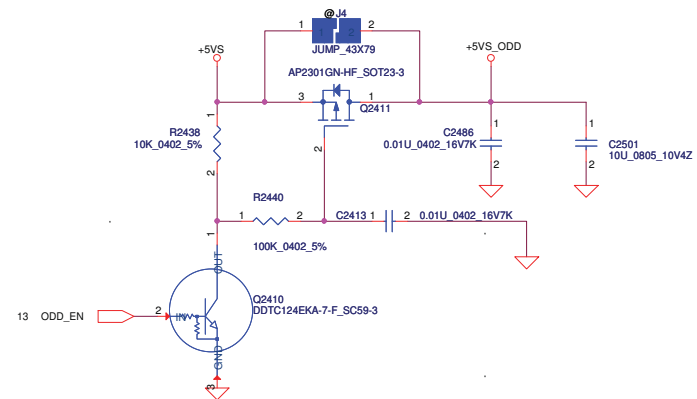 @ J4
1 2
JUMP_43X79
+5VS
+5VS_ODD
AP2301GN-HF_SOT23-3
3 1
Q2411
2
1
R2438
10K_0402_5%
2
1
C2486
0.01U_0402_16V7K
2
1
C2501
10U_0805_10V4Z
2
R2440
1 2
100K_0402_5%
C2413 1 2 0.01U_0402_16V7K
1
OUT
Q2410
DDTC124EKA-7-F_SC59-3
13 ODD_EN
2 IN
GND
3